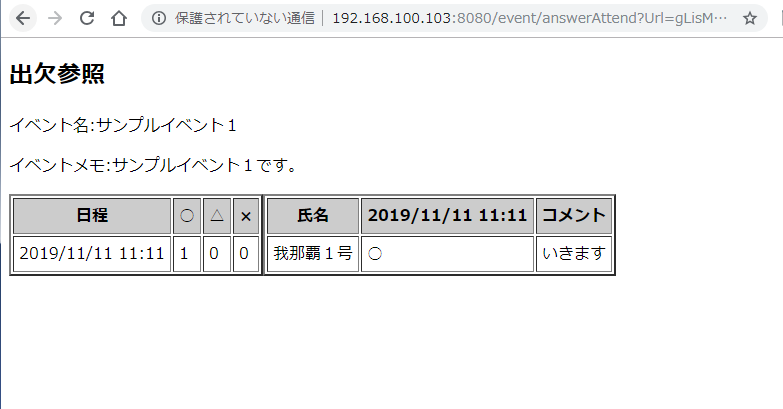 保護されていない通信 | 192.168.100.103:8080/event/answerAttend?Url=gLisM…
出欠参照
イベント名:サンプルイベント１
イベントメモ:サンプルイベント１です。
日程 ○ △ × 氏名 2019/11/11 11:11 コメント
2019/11/11 11:11 1 0 0 我那覇１号 ○ いきます